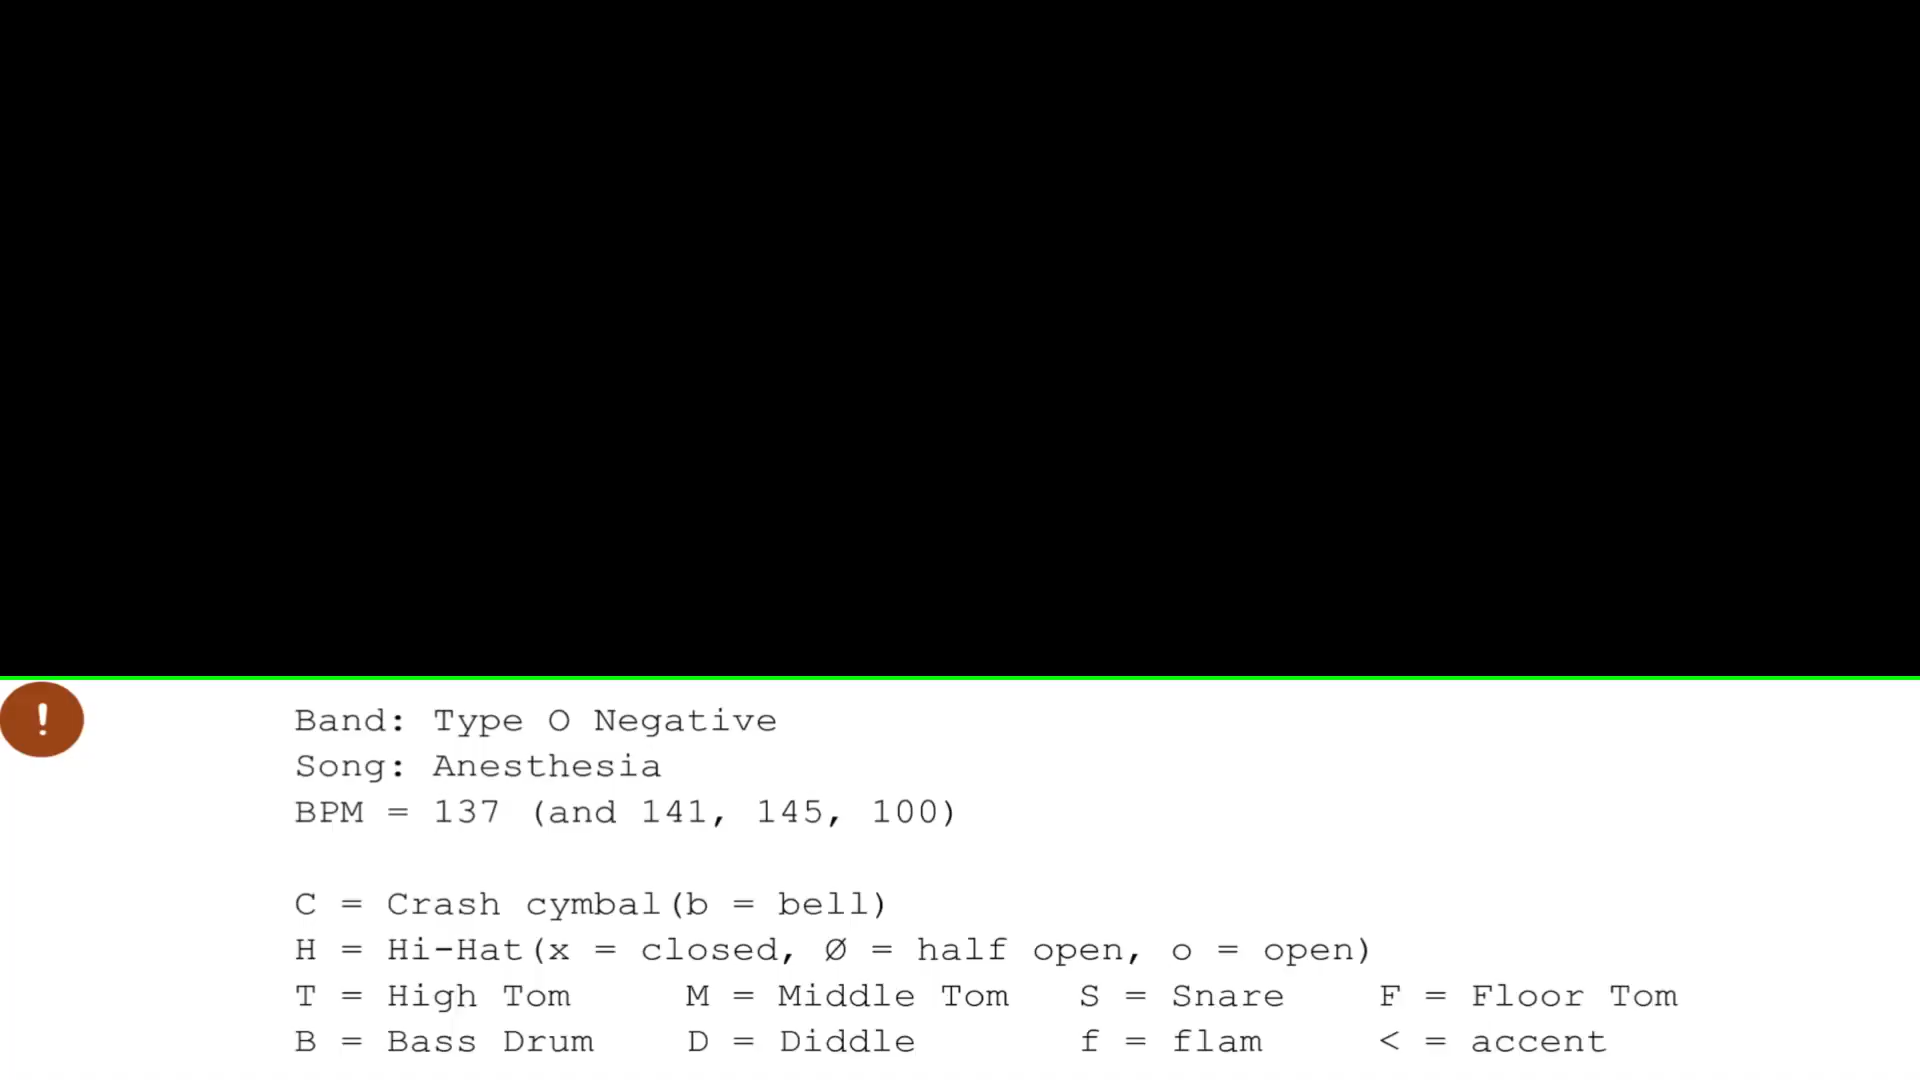 !
Band: Type O Negative
Song: Anesthesia
BPM = 137 (and 141, 145, 100)
C = Crash cymbal(b = bell)
H = Hi-Hat(x = closed, Ø = half open, o = open)
T = High Tom M = Middle Tom S = Snare F = Floor Tom
B = Bass Drum D = Diddle f = flam < = accent